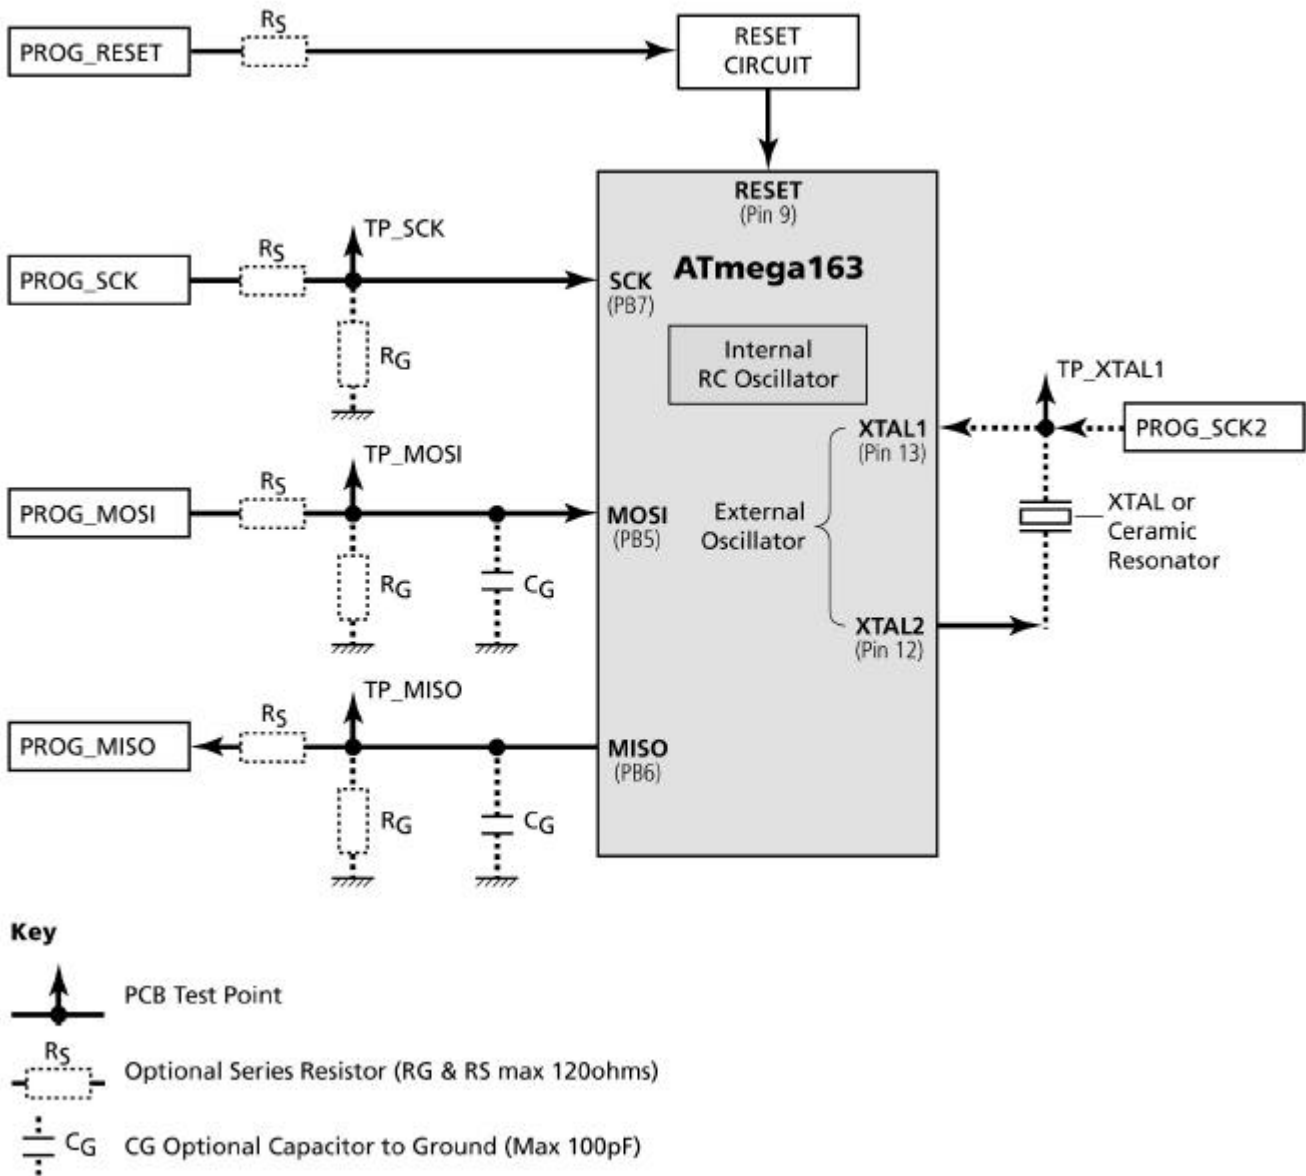 RS
PROG_RESET
RESET
CIRCUIT
RESET
(Pin 9)
ATmega163
TP_SCK
RS
PROG_SCK
SCK
(PB7)
RG
Internal
RC Oscillator
TP_XTAL1
PROG_SCK2
XTAL1
(Pin 13)
TP_MOSI
RS
PROG_MOSI
MOSI
(PB5)
RG
CG
External
Oscillator
XTAL or
Ceramic
Resonator
XTAL2
(Pin 12)
TP_MISO
RS
PROG_MISO
MISO
(PB6)
RG
CG
Key
PCB Test Point
RS
Optional Series Resistor (RG & RS max 120ohms)
CG
CG Optional Capacitor to Ground (Max 100pF)